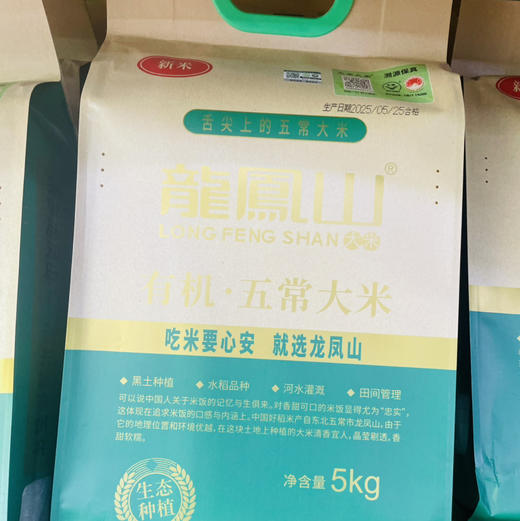 新米
溯源保真
生产日期2025/05/25合格
舌尖上的五常大米
龍鳳山®
LONG FENG SHAN大米
有机·五常大米
吃米要心安 就选龙凤山
◆黑土种植 ◆水稻品种 ◆河水灌溉 ◆田间管理
可以说中国人关于米饭的记忆与生俱来。对香甜可口的米饭显得尤为“忠实”，
这体现在追求米饭的口感与内涵上。中国好稻米产自东北五常市龙凤山，由于
它的地理位置和环境优越，在这块土地上种植的大米清香宜人，晶莹剔透，香
甜软糯。
生态
种植
净含量 5kg